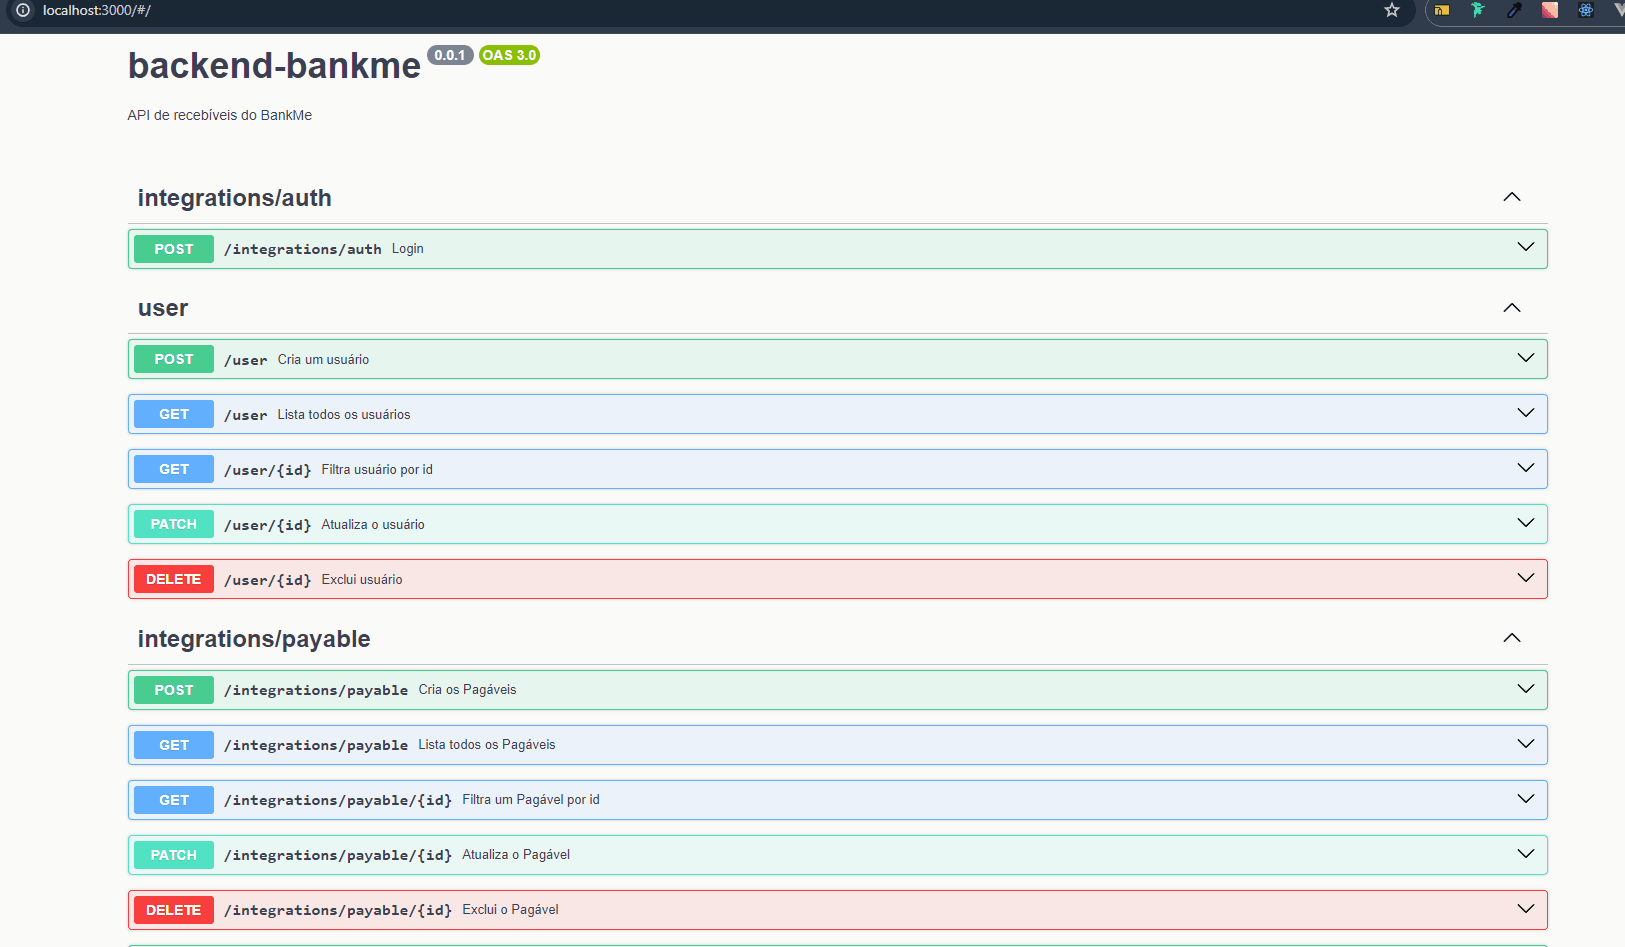 localhost:3000/#/
backend-bankme 0.0.1 OAS 3.0
API de recebíveis do BankMe
integrations/auth
POST /integrations/auth Login
user
POST /user Cria um usuário
GET /user Lista todos os usuários
GET /user/{id} Filtra usuário por id
PATCH /user/{id} Atualiza o usuário
DELETE /user/{id} Exclui usuário
integrations/payable
POST /integrations/payable Cria os Pagáveis
GET /integrations/payable Lista todos os Pagáveis
GET /integrations/payable/{id} Filtra um Pagável por id
PATCH /integrations/payable/{id} Atualiza o Pagável
DELETE /integrations/payable/{id} Exclui o Pagável